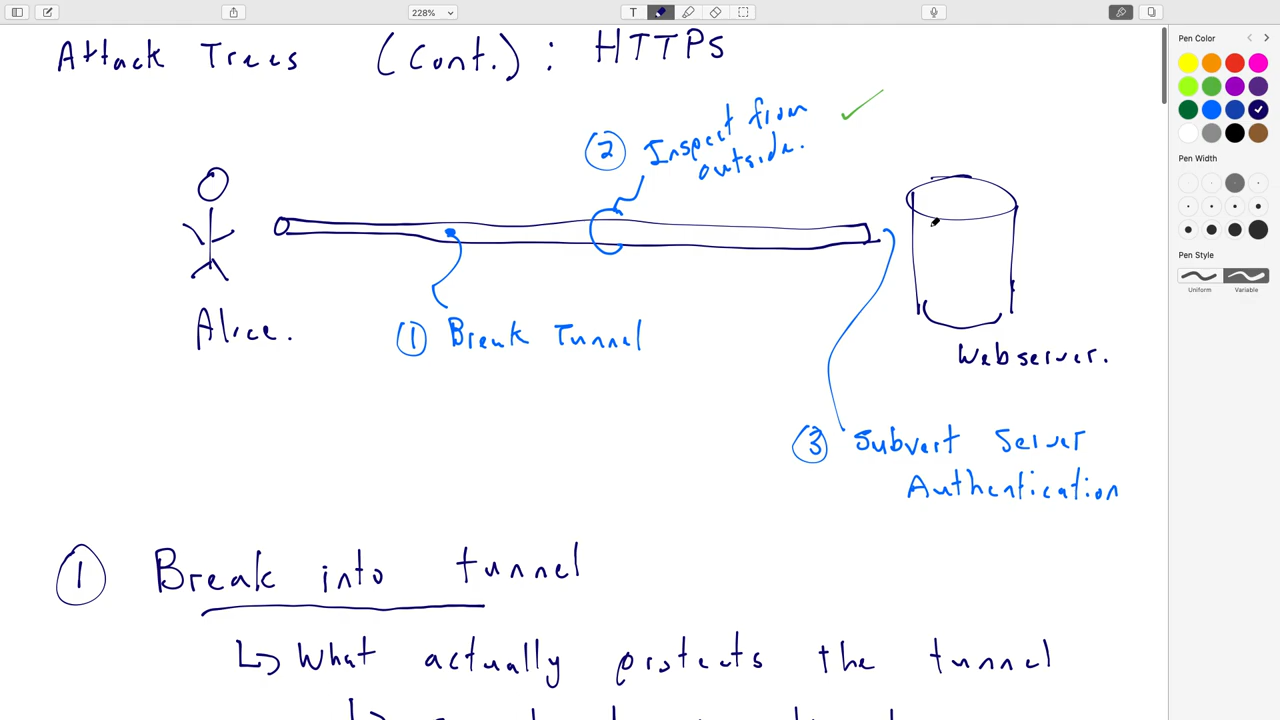 228%
T
Pen Color
Pen Width
Pen Style
Uniform
Variable
Attack Trees (Cont.) : HTTPS
② Inspect from
outside.
Alice.
① Break Tunnel
Webserver.
③ Subvert Server
Authentication
① Break into tunnel
↳ What actually protects the tunnel